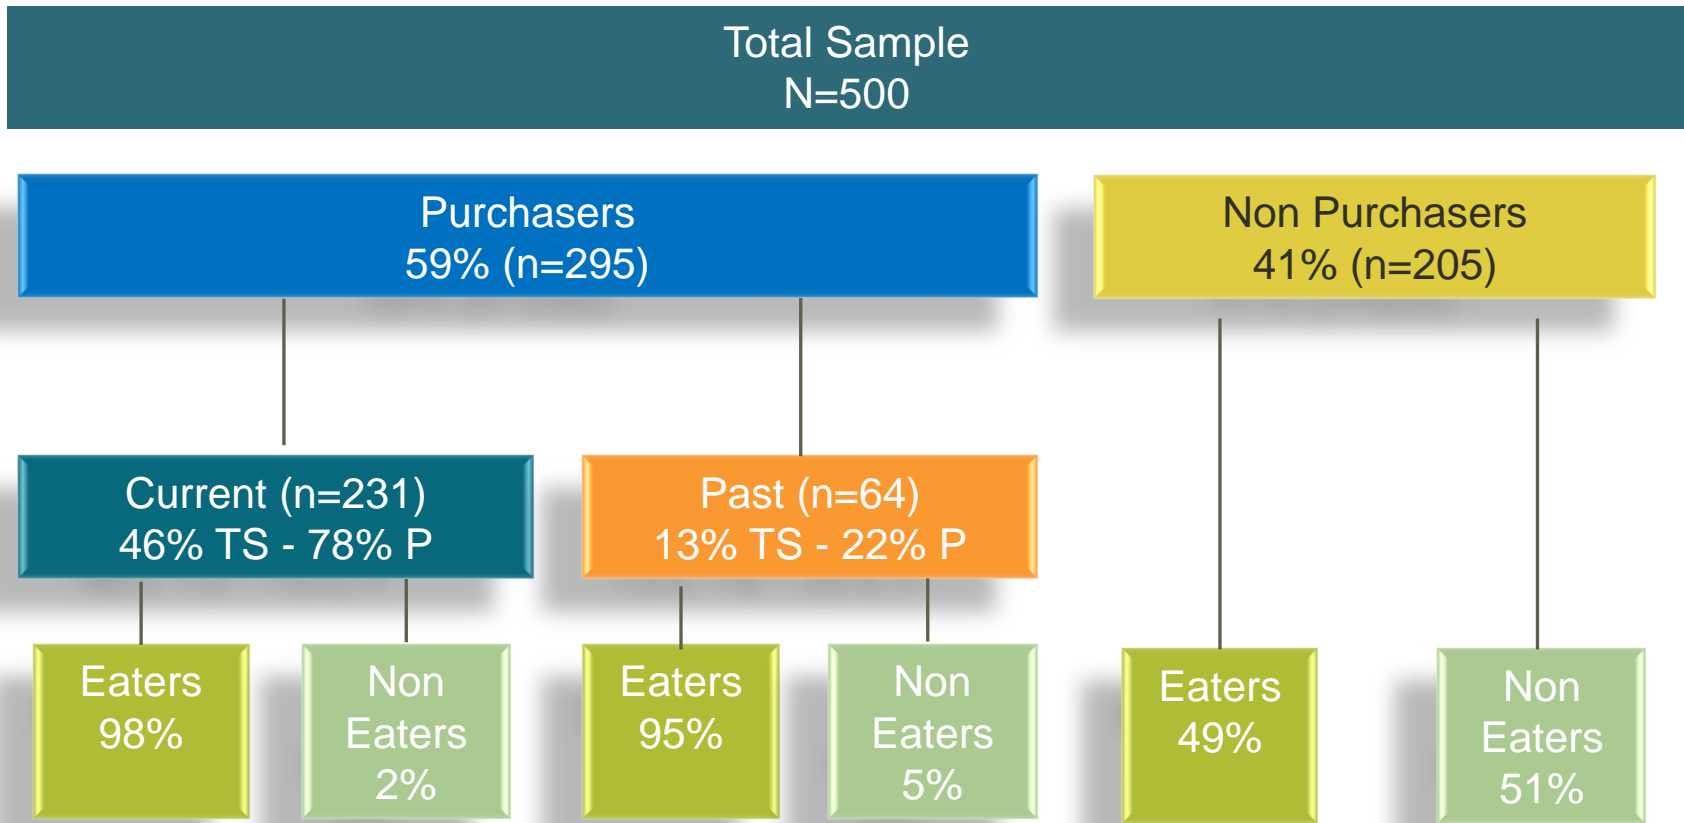 Total Sample
N=500
Purchasers
59% (n=295)
Non Purchasers
41% (n=205)
Current (n=231)
46% TS - 78% P
Past (n=64)
13% TS - 22% P
Eaters
98%
Non
Eaters
2%
Eaters
95%
Non
Eaters
5%
Eaters
49%
Non
Eaters
51%